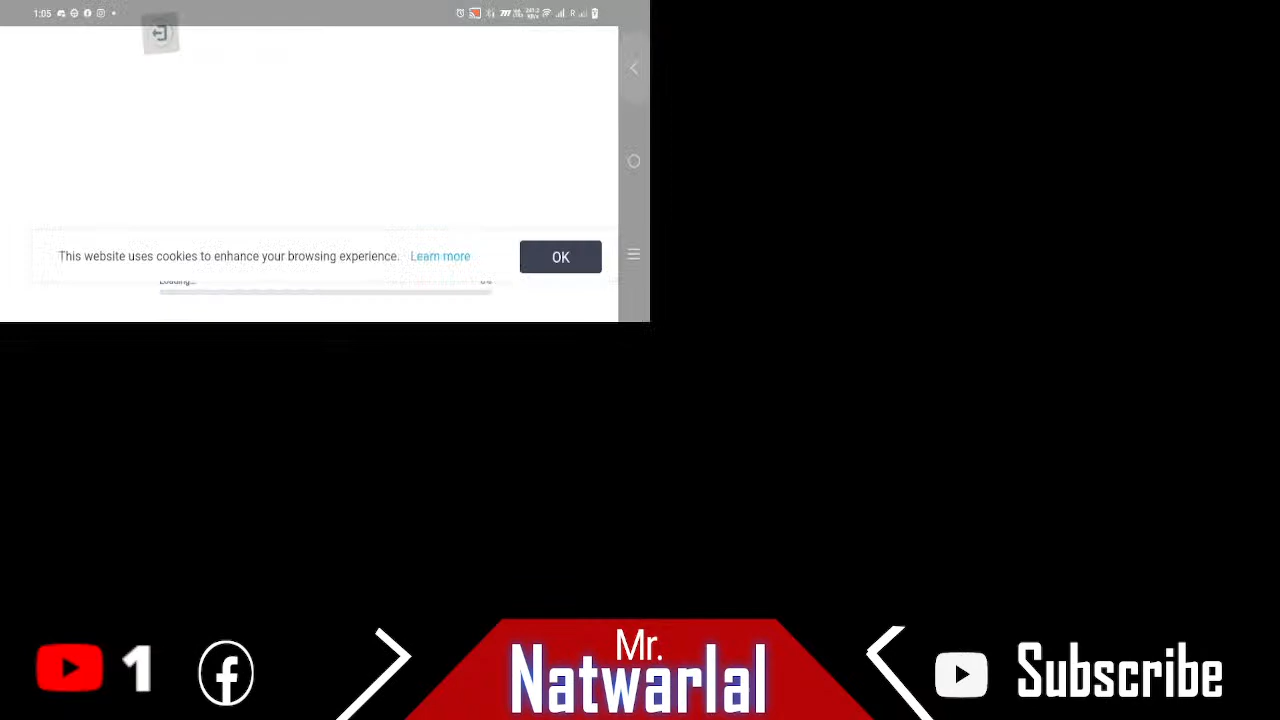 1:05
R
This website uses cookies to enhance your browsing experience. Learn more
OK
Loading...
0%
1
Mr.
Natwarlal
Subscribe